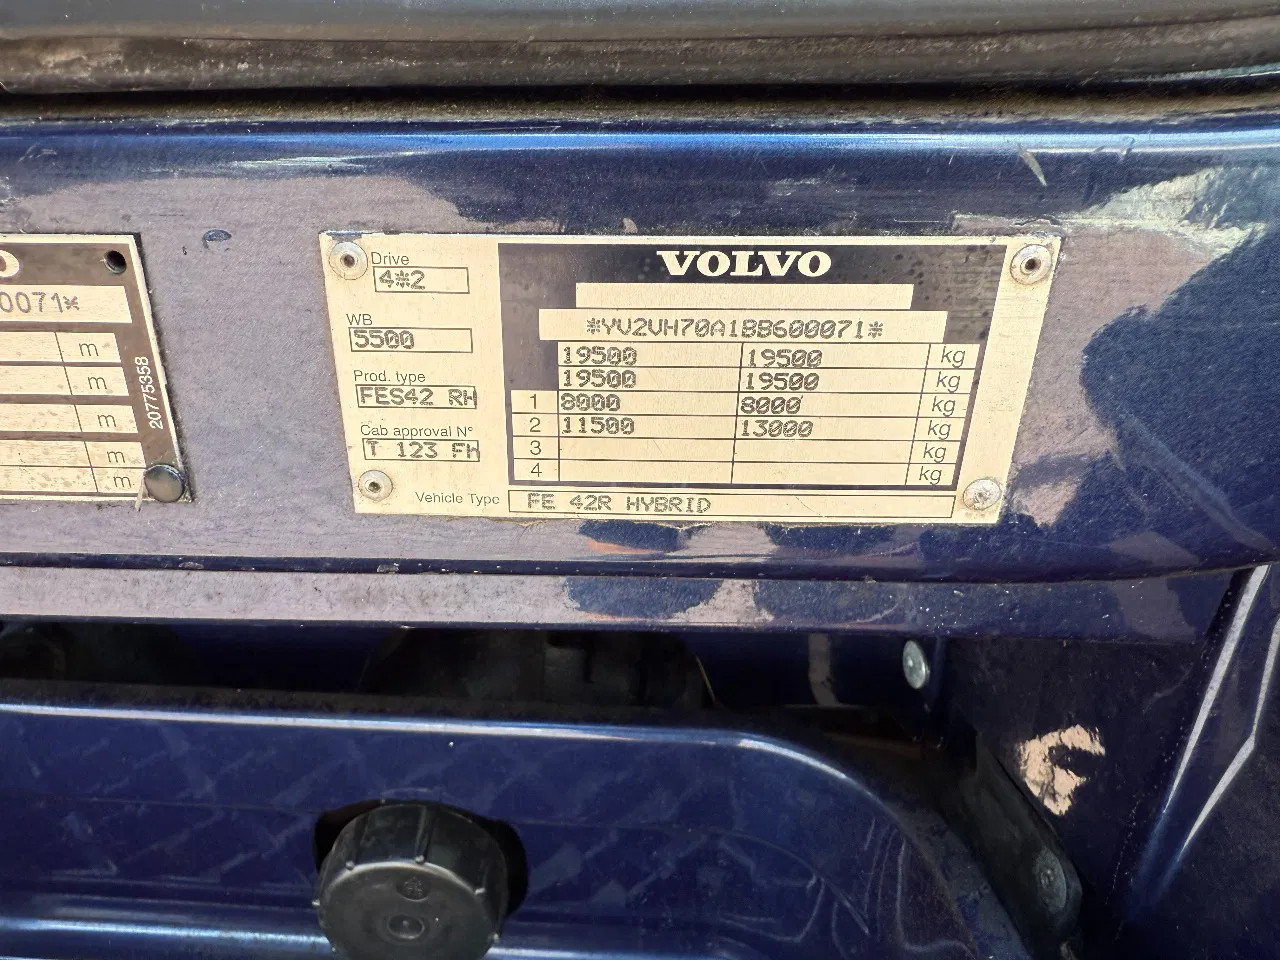 O
0071*
m
m
m
m
20775358
Drive
4*2
WB
5500
Prod. type
FES42 RH
Cab approval N°
T 123 Fh
VOLVO
*YV2VH70A1BB600071*
19500 19500 kg
19500 19500 kg
1 8000 8000 kg
2 11500 13000 kg
3 kg
4 kg
Vehicle Type FE 42R HYBRID